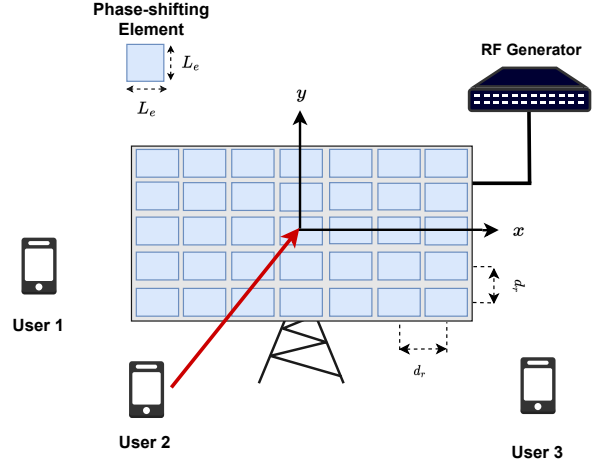 Phase-shifting
Element
L_e
L_e
RF Generator
y
x
d_r
d_r
User 1
User 2
User 3